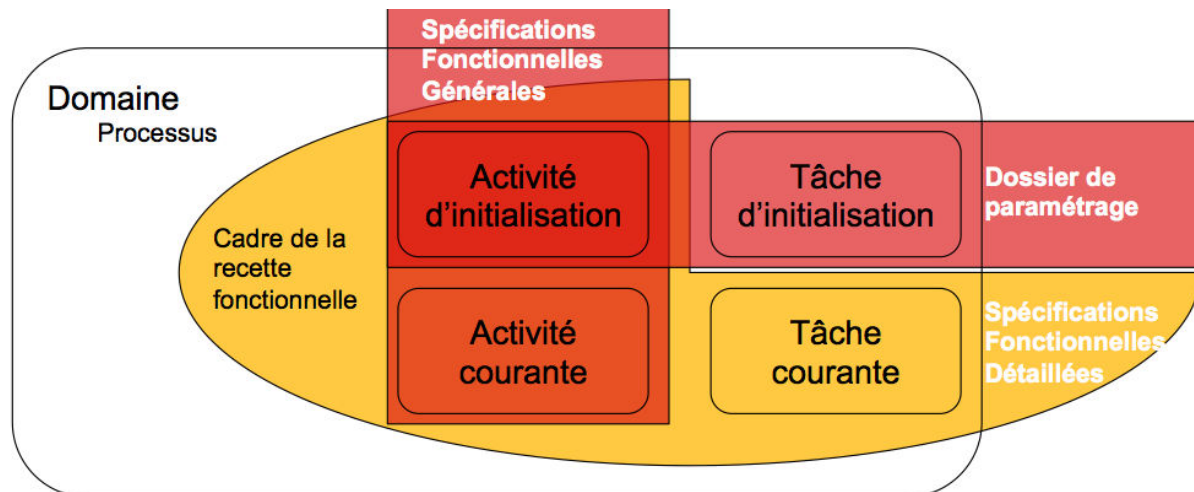 Spécifications
Fonctionnelles
Générales
Domaine
Processus
Activité
d’initialisation
Tâche
d’initialisation
Dossier de
paramétrage
Cadre de la
recette
fonctionnelle
Activité
courante
Tâche
courante
Spécifications
Fonctionnelles
Détaillées